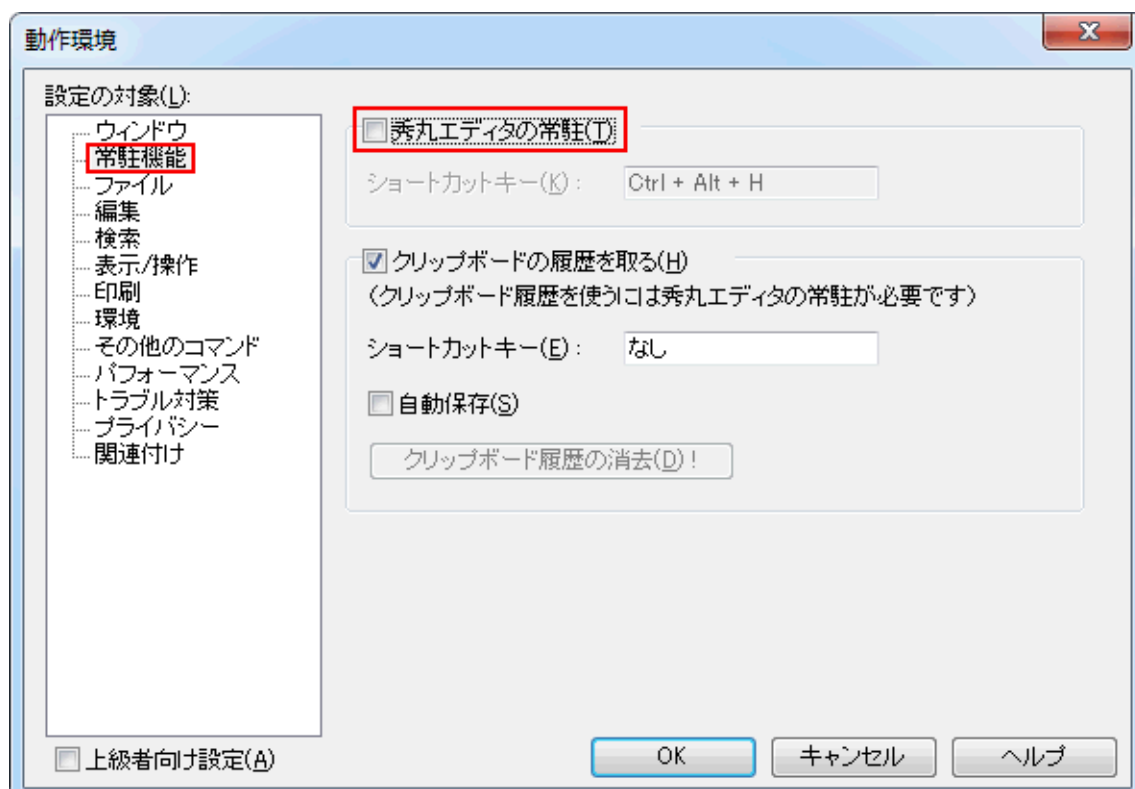 動作環境
設定の対象(L):
ウィンドウ
常駐機能
ファイル
編集
検索
表示/操作
印刷
環境
その他のコマンド
パフォーマンス
トラブル対策
プライバシー
関連付け
上級者向け設定(A)
秀丸エディタの常駐(T)
ショートカットキー(K): Ctrl + Alt + H
クリップボードの履歴を取る(H)
(クリップボード履歴を使うには秀丸エディタの常駐が必要です)
ショートカットキー(E): なし
自動保存(S)
クリップボード履歴の消去(D)!
OK キャンセル ヘルプ